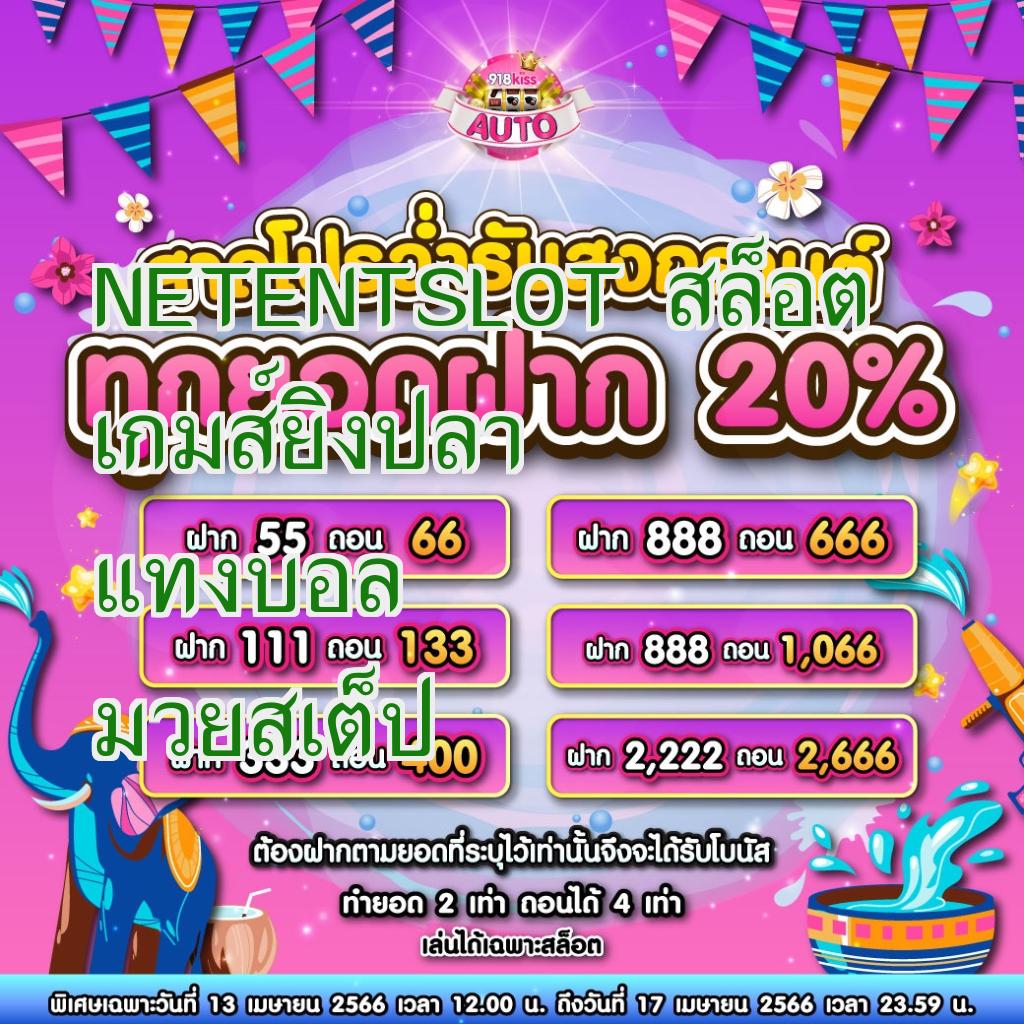 918kiss
AUTO
NETENTSLOT สล็อต
ทุกยอดฝาก 20%
เกมส์ยิงปลา
ฝาก 55 ถอน 66
ฝาก 888 ถอน 666
แทงบอล
ฝาก 111 ถอน 133
ฝาก 888 ถอน 1,066
มวยสเต็ป
ฝาก 2,222 ถอน 2,666
ต้องฝากตามยอดที่ระบุไว้เท่านั้นจึงจะได้รับโบนัส
ทำยอด 2 เท่า ถอนได้ 4 เท่า
เล่นได้เฉพาะสล็อต
พิเศษเฉพาะวันที่ 13 เมษายน 2566 เวลา 12.00 น. ถึงวันที่ 17 เมษายน 2566 เวลา 23.59 น.